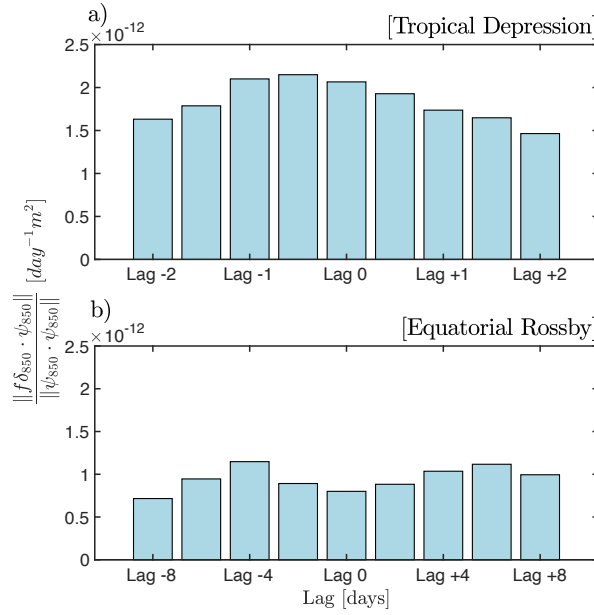 a)
×10⁻¹²
[Tropical Depression]
2.5
2
1.5
1
0.5
0
Lag -2 Lag -1 Lag 0 Lag +1 Lag +2
||fδ₈₅₀ · ψ₈₅₀||
||ψ₈₅₀ · ψ₈₅₀||
[day⁻¹m²]
b)
×10⁻¹²
[Equatorial Rossby]
2.5
2
1.5
1
0.5
0
Lag -8 Lag -4 Lag 0 Lag +4 Lag +8
Lag [days]